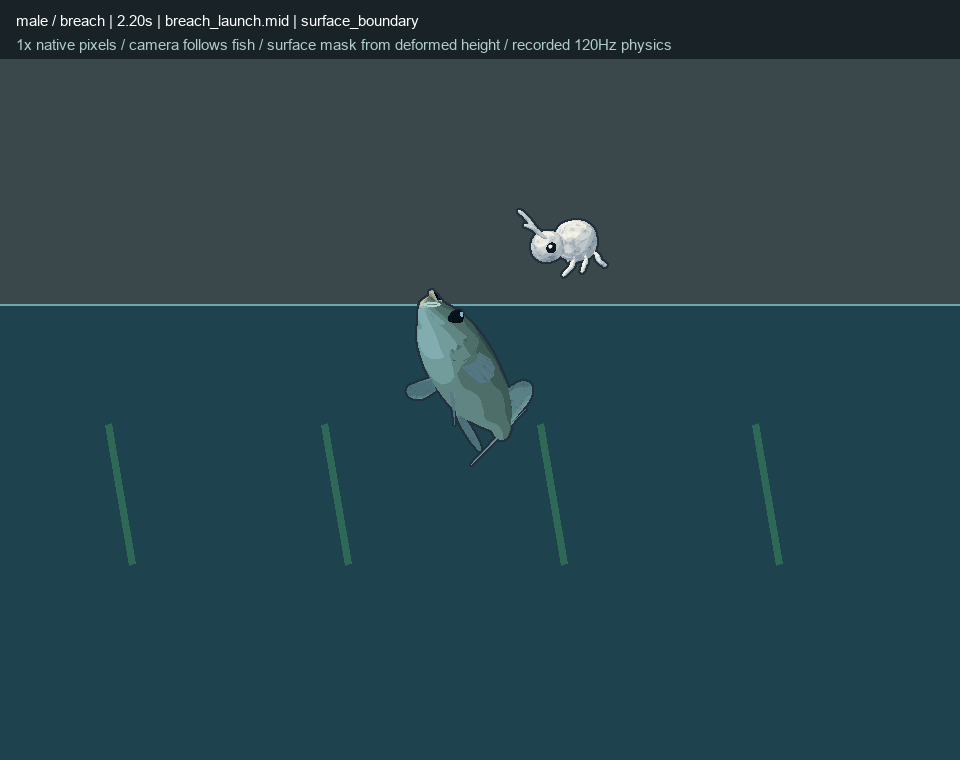 male / breach | 2.20s | breach_launch.mid | surface_boundary
1x native pixels / camera follows fish / surface mask from deformed height / recorded 120Hz physics